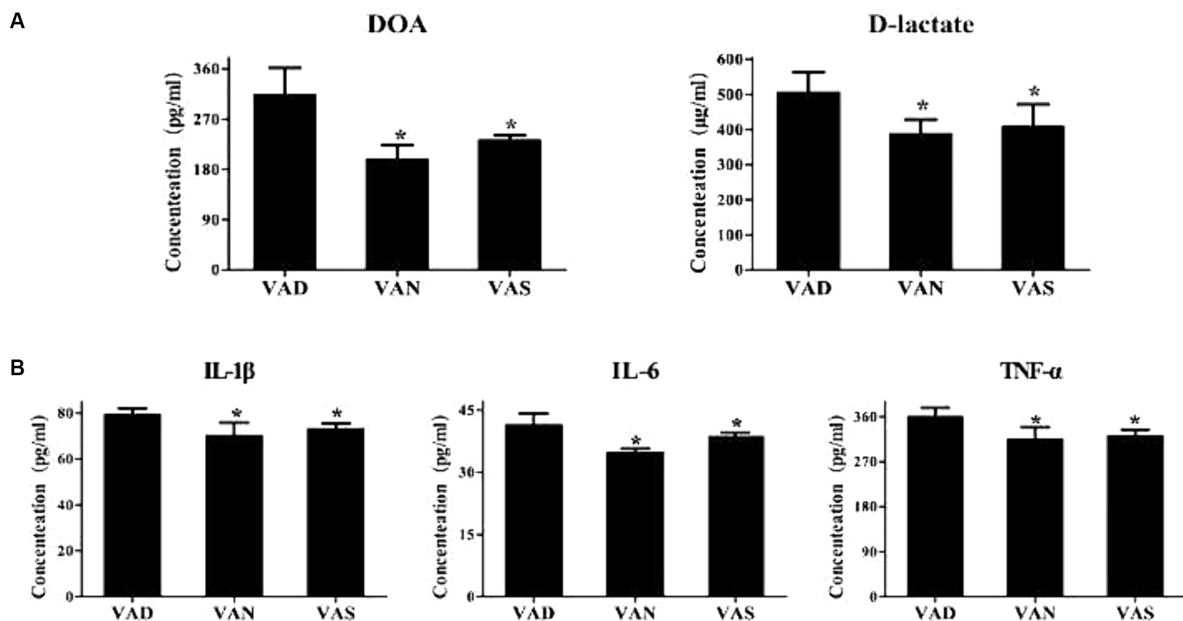 A
DOA
Concenteation (pg/ml)
360
270
180
90
0
VAD VAN VAS
* *
D-lactate
Concenteation (μg/ml)
600
500
400
300
200
100
0
VAD VAN VAS
* *
B
IL-1β
Concenteation (pg/ml)
80
60
40
20
0
VAD VAN VAS
* *
IL-6
Concenteation (pg/ml)
45
30
15
0
VAD VAN VAS
* *
TNF-α
Concenteation (pg/ml)
360
270
180
90
0
VAD VAN VAS
* *